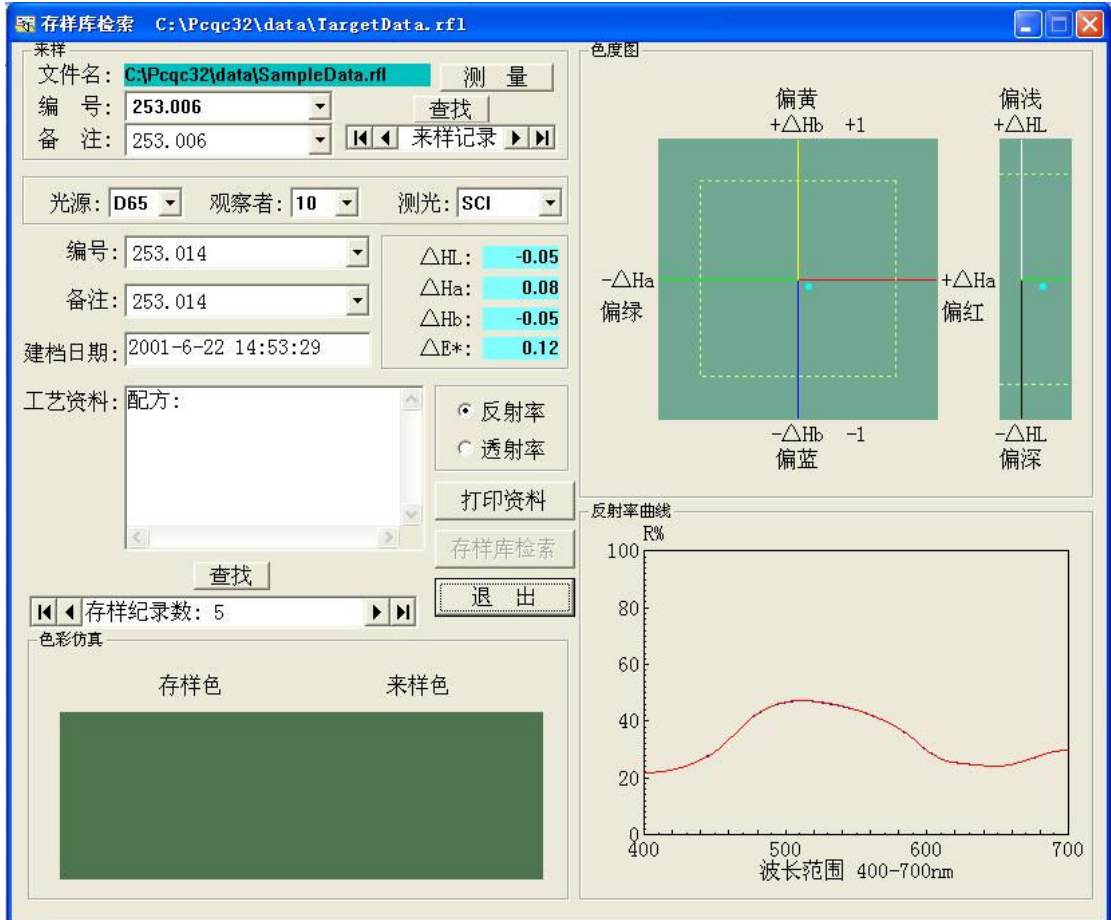 存样库检索 C:\Pcqc32\data\TargetData.rfl
来样
文件名: C:\Pcqc32\data\SampleData.rfl 测 量
编 号: 253.006 查找
备 注: 253.006 来样记录
光源: D65 观察者: 10 测光: SCI
编号: 253.014
备注: 253.014
建档日期: 2001-6-22 14:53:29
△HL: -0.05
△Ha: 0.08
△Hb: -0.05
△E*: 0.12
工艺资料: 配方:
反射率
透射率
打印资料
存样库检索
退 出
查找
存样纪录数: 5
色彩仿真
存样色 来样色
色度图
偏黄 偏浅
+△Hb +1 +△HL
-△Ha +△Ha
偏绿 偏红
-△Hb -1 -△HL
偏蓝 偏深
反射率曲线
R%
100
80
60
40
20
0
400 500 600 700
波长范围 400-700nm